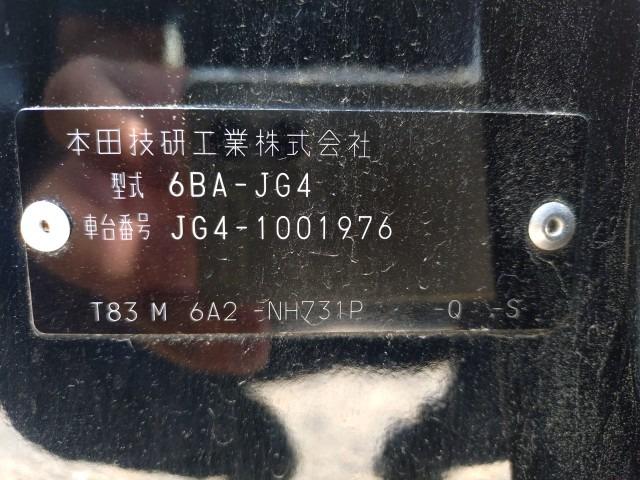 本田技研工業株式会社
型式 6BA-JG4
車台番号 JG4-1001976
T83 M 6A2 -NH731P -Q -S